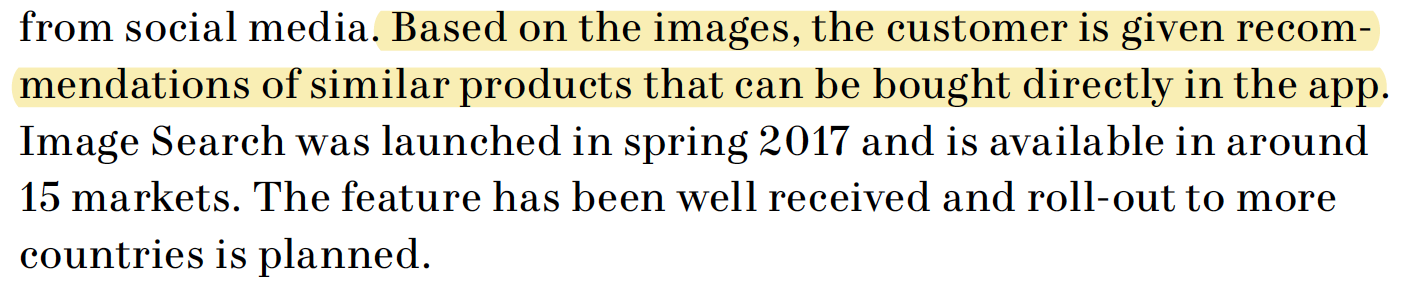 from social media. Based on the images, the customer is given recom-
mendations of similar products that can be bought directly in the app.
Image Search was launched in spring 2017 and is available in around
15 markets. The feature has been well received and roll-out to more
countries is planned.